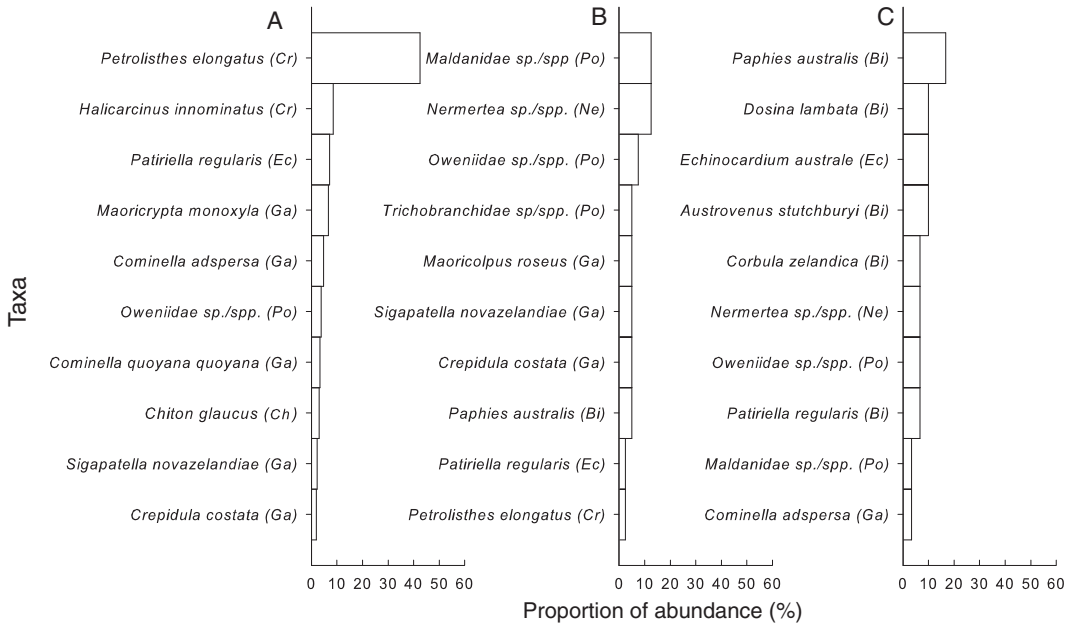 A
Petrolisthes elongatus (Cr)
Halicarcinus innominatus (Cr)
Patiriella regularis (Ec)
Maoricrypta monoxyla (Ga)
Cominella adspersa (Ga)
Oweniidae sp./spp. (Po)
Cominella quoyana quoyana (Ga)
Chiton glaucus (Ch)
Sigapatella novazelandiae (Ga)
Crepidula costata (Ga)
0 10 20 30 40 50 60
B
Maldanidae sp./spp (Po)
Nermertea sp./spp. (Ne)
Oweniidae sp./spp. (Po)
Trichobranchidae sp/spp. (Po)
Maoricolpus roseus (Ga)
Sigapatella novazelandiae (Ga)
Crepidula costata (Ga)
Paphies australis (Bi)
Patiriella regularis (Ec)
Petrolisthes elongatus (Cr)
0 10 20 30 40 50 60
C
Paphies australis (Bi)
Dosina lambata (Bi)
Echinocardium australe (Ec)
Austrovenus stutchburyi (Bi)
Corbula zelandica (Bi)
Nermertea sp./spp. (Ne)
Oweniidae sp./spp. (Po)
Patiriella regularis (Bi)
Maldanidae sp./spp. (Po)
Cominella adspersa (Ga)
0 10 20 30 40 50 60
Taxa
Proportion of abundance (%)